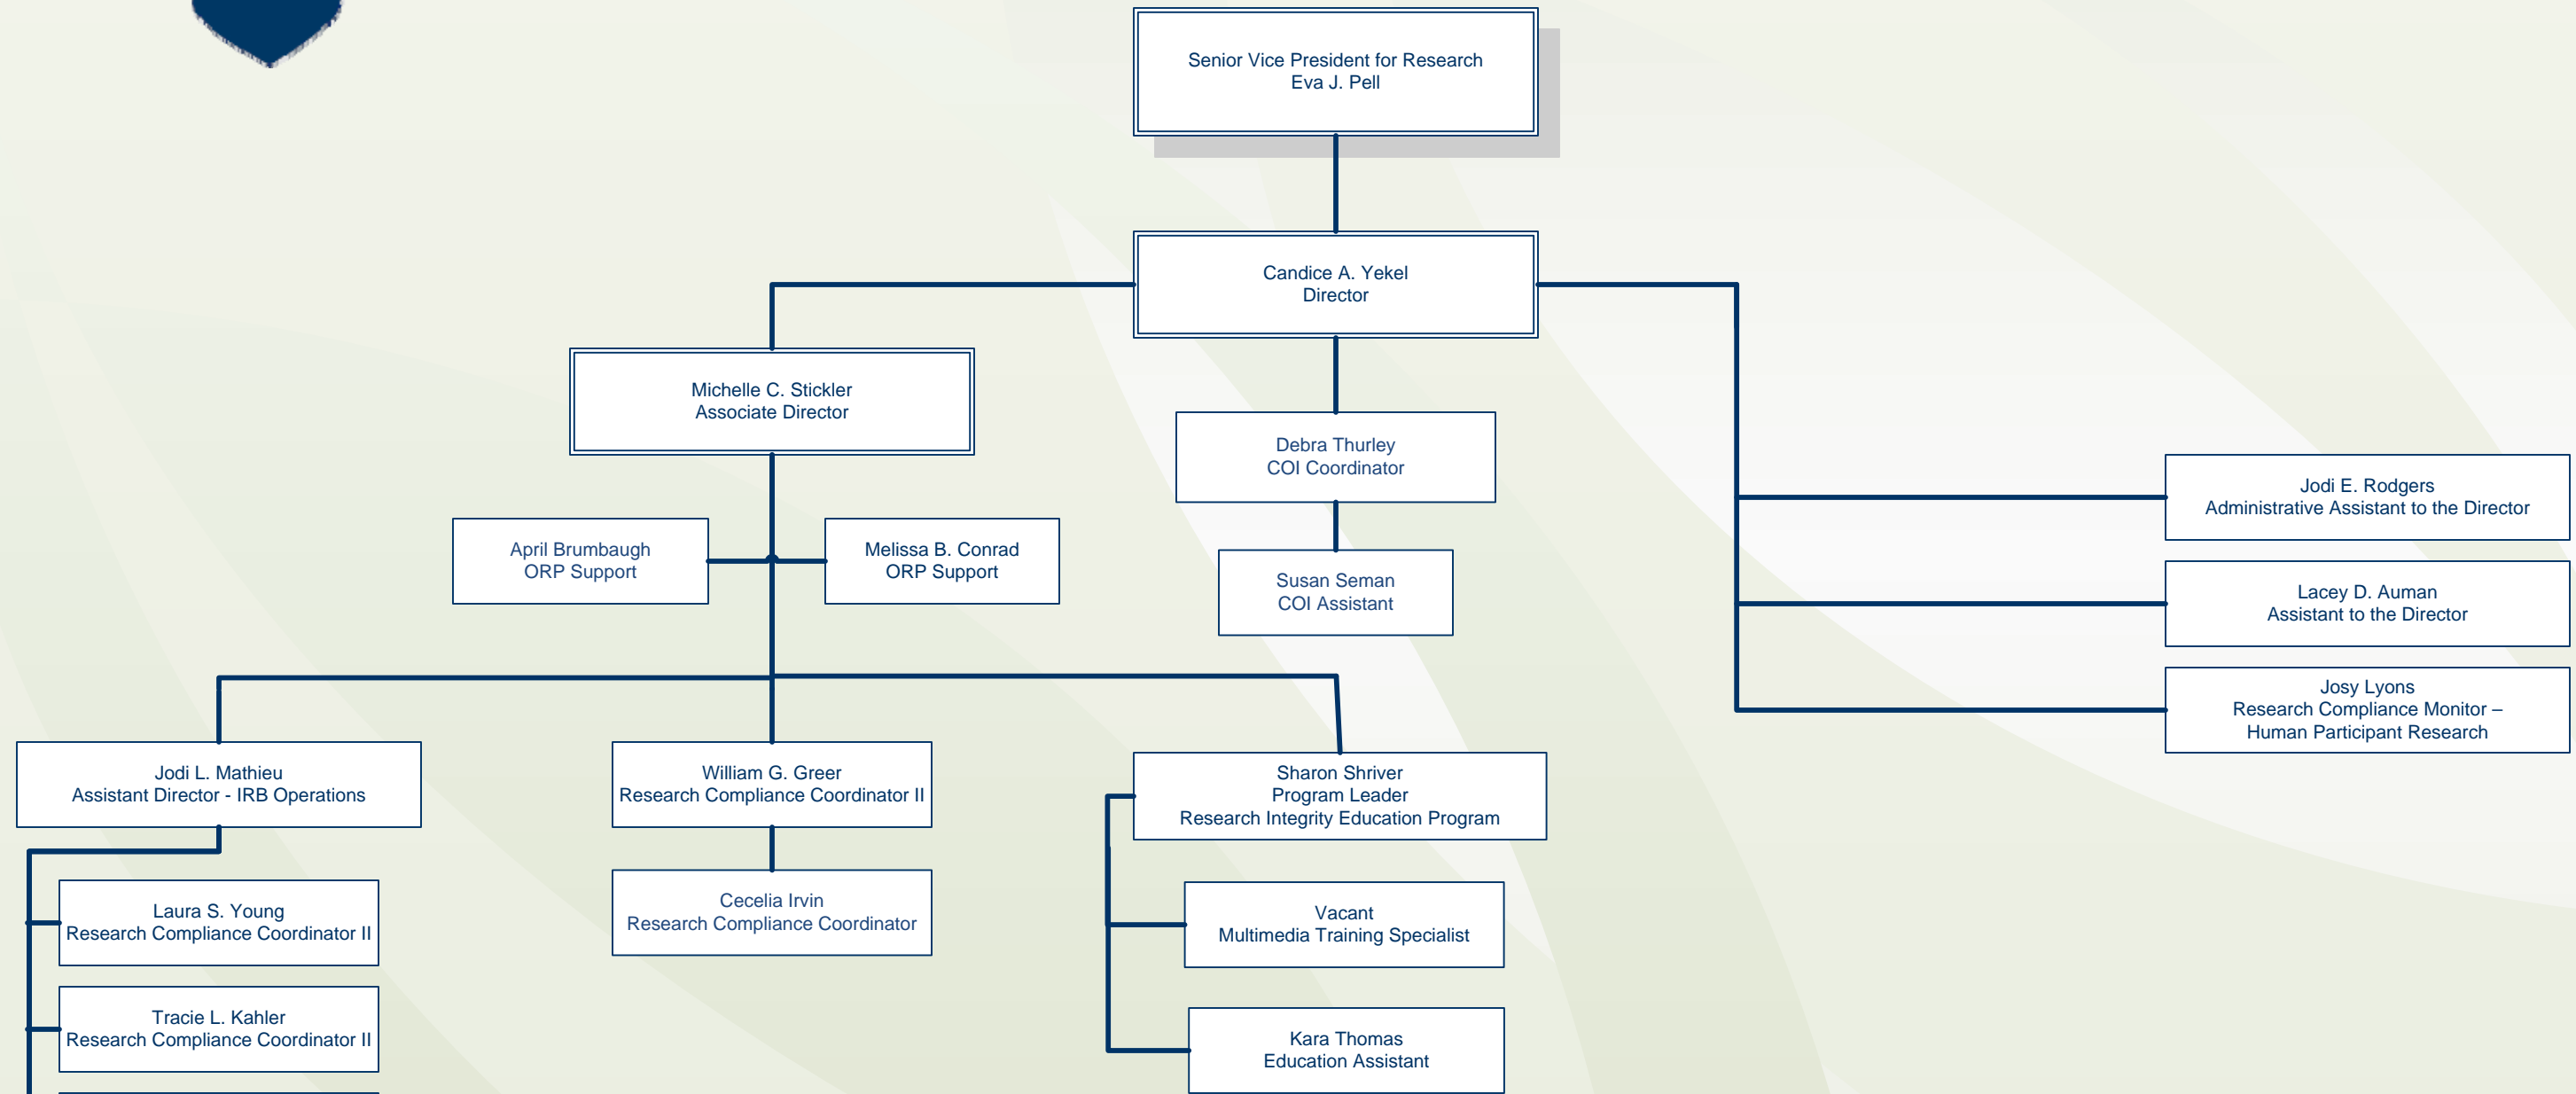 Senior Vice President for Research
Eva J. Pell
Candice A. Yekel
Director
Michelle C. Stickler
Associate Director
Debra Thurley
COI Coordinator
Jodi E. Rodgers
Administrative Assistant to the Director
April Brumbaugh
ORP Support
Melissa B. Conrad
ORP Support
Susan Seman
COI Assistant
Lacey D. Auman
Assistant to the Director
Josy Lyons
Research Compliance Monitor –
Human Participant Research
Jodi L. Mathieu
Assistant Director - IRB Operations
William G. Greer
Research Compliance Coordinator II
Sharon Shriver
Program Leader
Research Integrity Education Program
Laura S. Young
Research Compliance Coordinator II
Cecelia Irvin
Research Compliance Coordinator
Vacant
Multimedia Training Specialist
Tracie L. Kahler
Research Compliance Coordinator II
Kara Thomas
Education Assistant